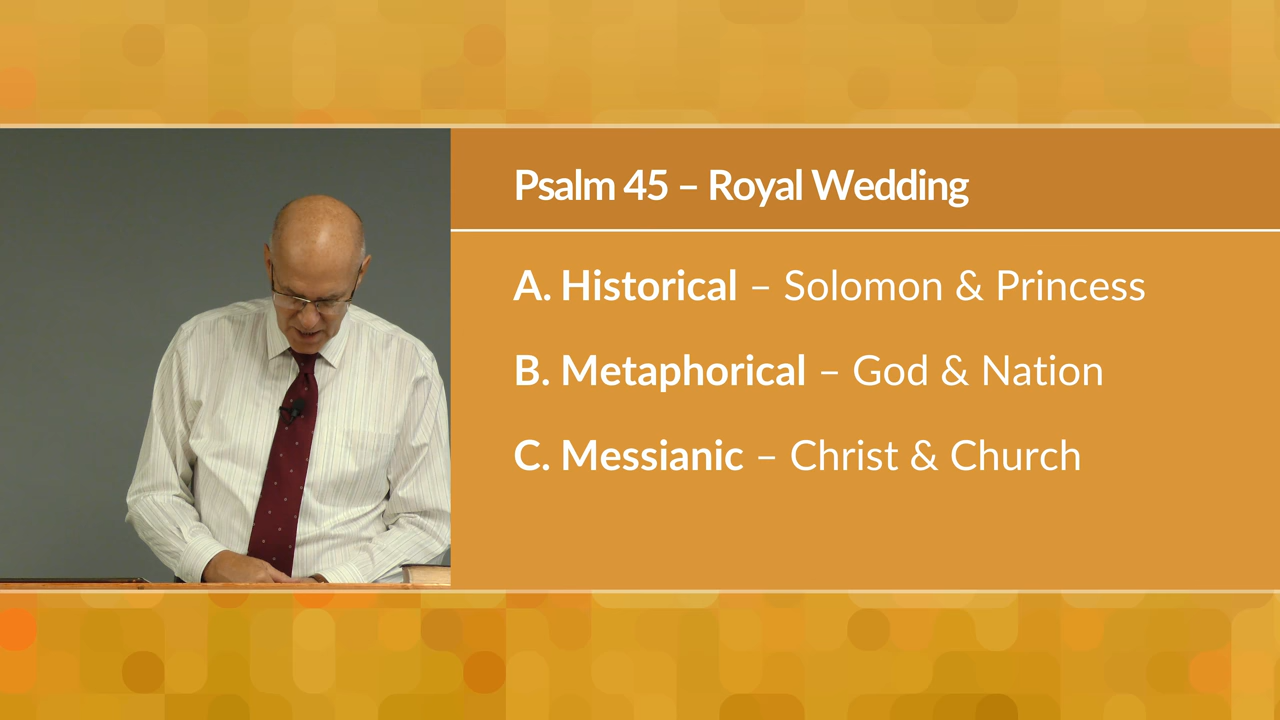 Psalm 45 – Royal Wedding
A. Historical – Solomon & Princess
B. Metaphorical – God & Nation
C. Messianic – Christ & Church